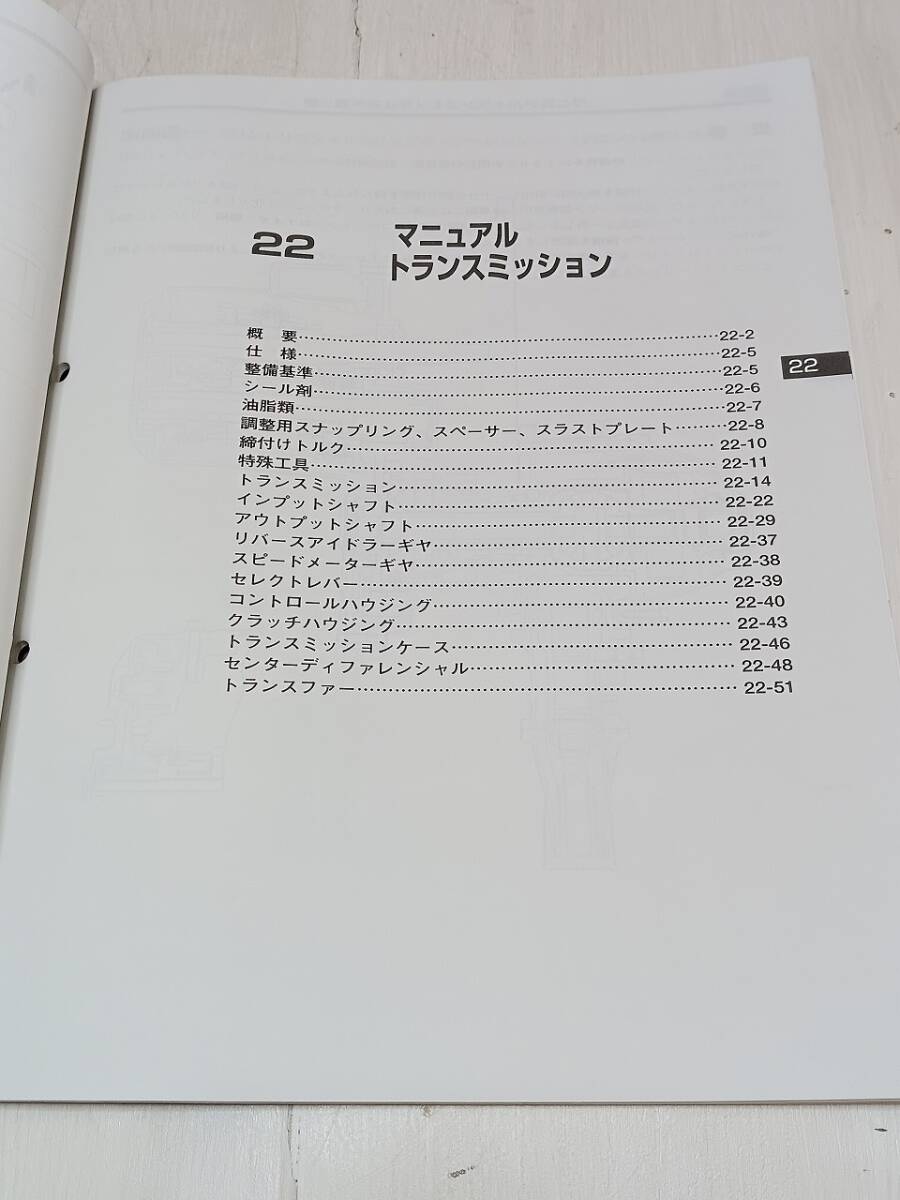 22
マニュアル
トランスミッション
概 要……22-2
仕 様……22-5
整備基準……22-5
シール剤……22-6
油脂類……22-7
調整用スナップリング、スペーサー、スラストプレート……22-8
締付けトルク……22-10
特殊工具……22-11
トランスミッション……22-14
インプットシャフト……22-22
アウトプットシャフト……22-29
リバースアイドラーギヤ……22-37
スピードメーターギヤ……22-38
セレクトレバー……22-39
コントロールハウジング……22-40
クラッチハウジング……22-43
トランスミッションケース……22-46
センターディファレンシャル……22-48
トランスファー……22-51
22